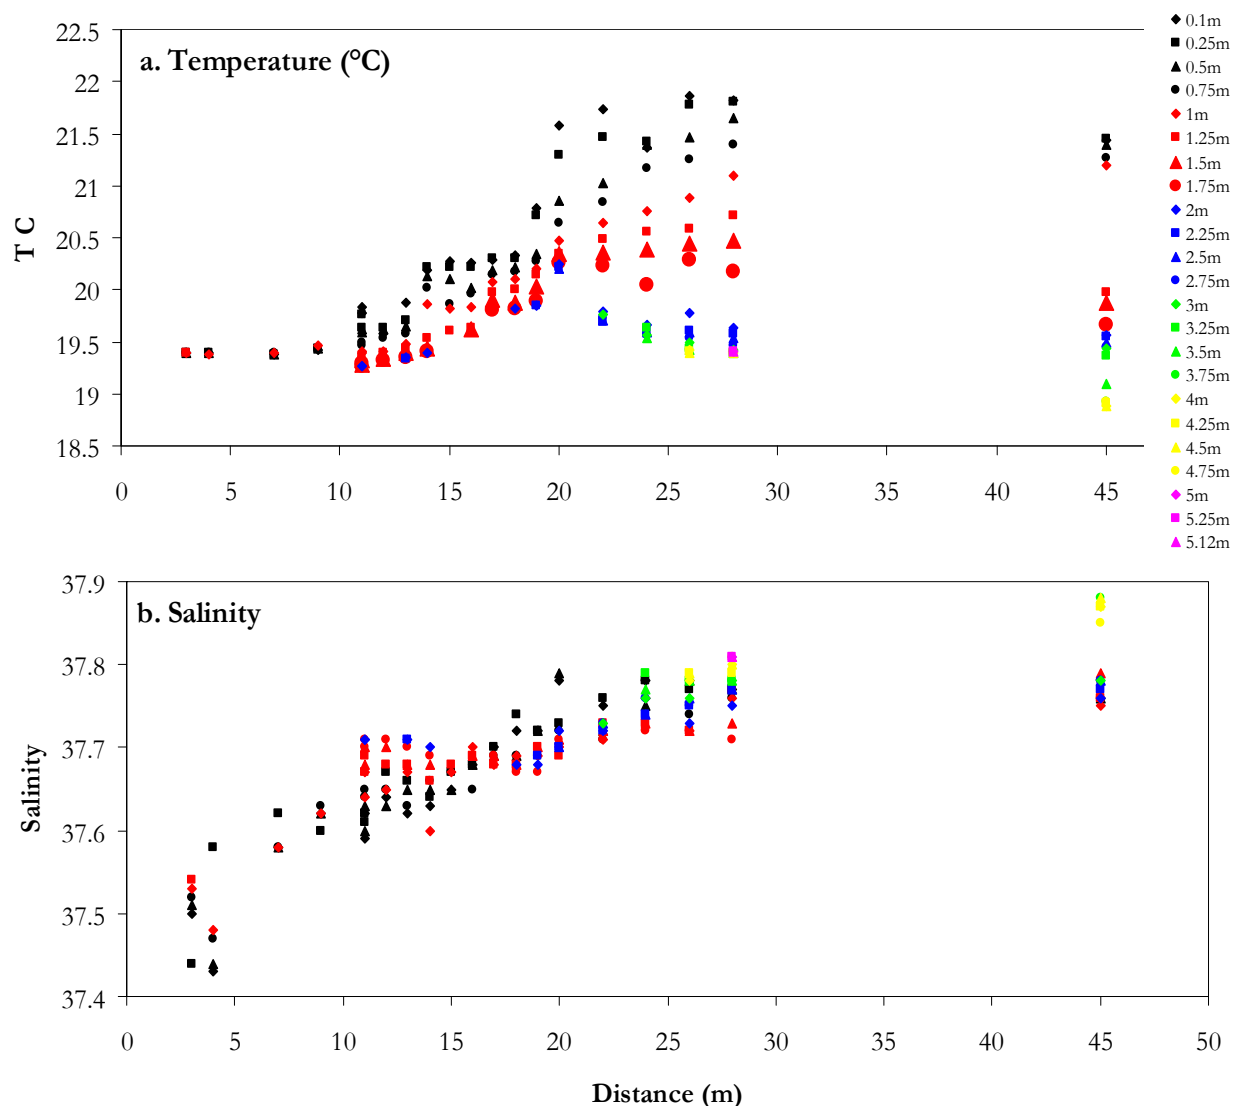 a. Temperature (°C)
T C
22.5
22
21.5
21
20.5
20
19.5
19
18.5
0 5 10 15 20 25 30 35 40 45
0.1m
0.25m
0.5m
0.75m
1m
1.25m
1.5m
1.75m
2m
2.25m
2.5m
2.75m
3m
3.25m
3.5m
3.75m
4m
4.25m
4.5m
4.75m
5m
5.25m
5.12m
b. Salinity
Salinity
37.9
37.8
37.7
37.6
37.5
37.4
0 5 10 15 20 25 30 35 40 45 50
Distance (m)